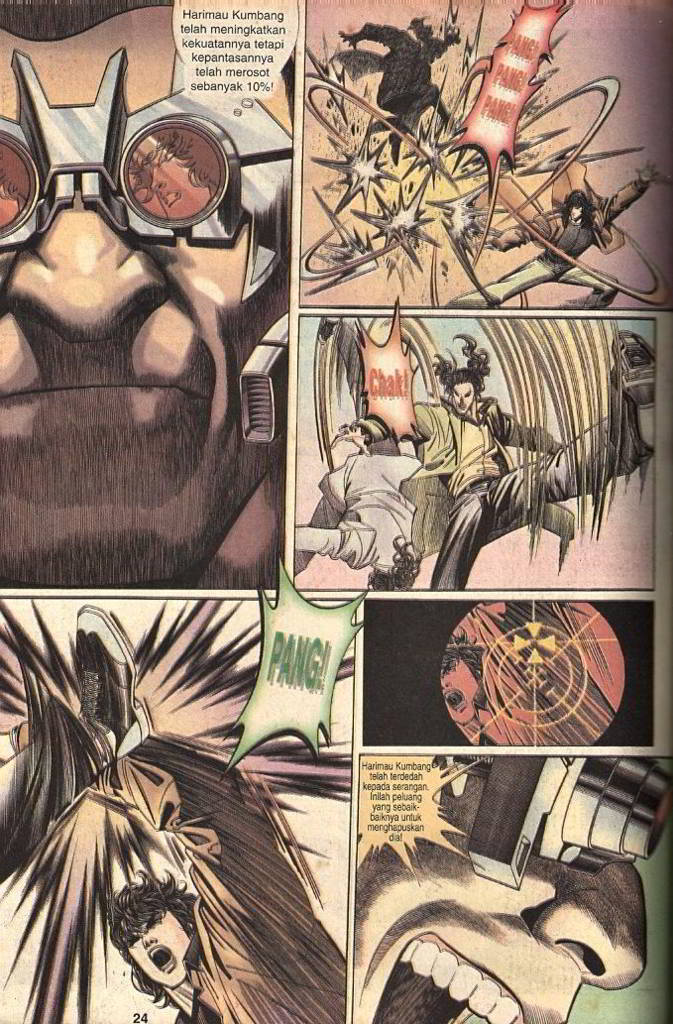 Harimau Kumbang
telah meningkatkan
kekuatannya tetapi
kepantasannya
telah merosot
sebanyak 10%!
PANG!
PANG!
PANG!
Chak!
PANG!
Harimau Kumbang
telah terdedah
kepada serangan.
Inilah peluang
yang sebaik-
baiknya untuk
menghapuskan
dia!
24